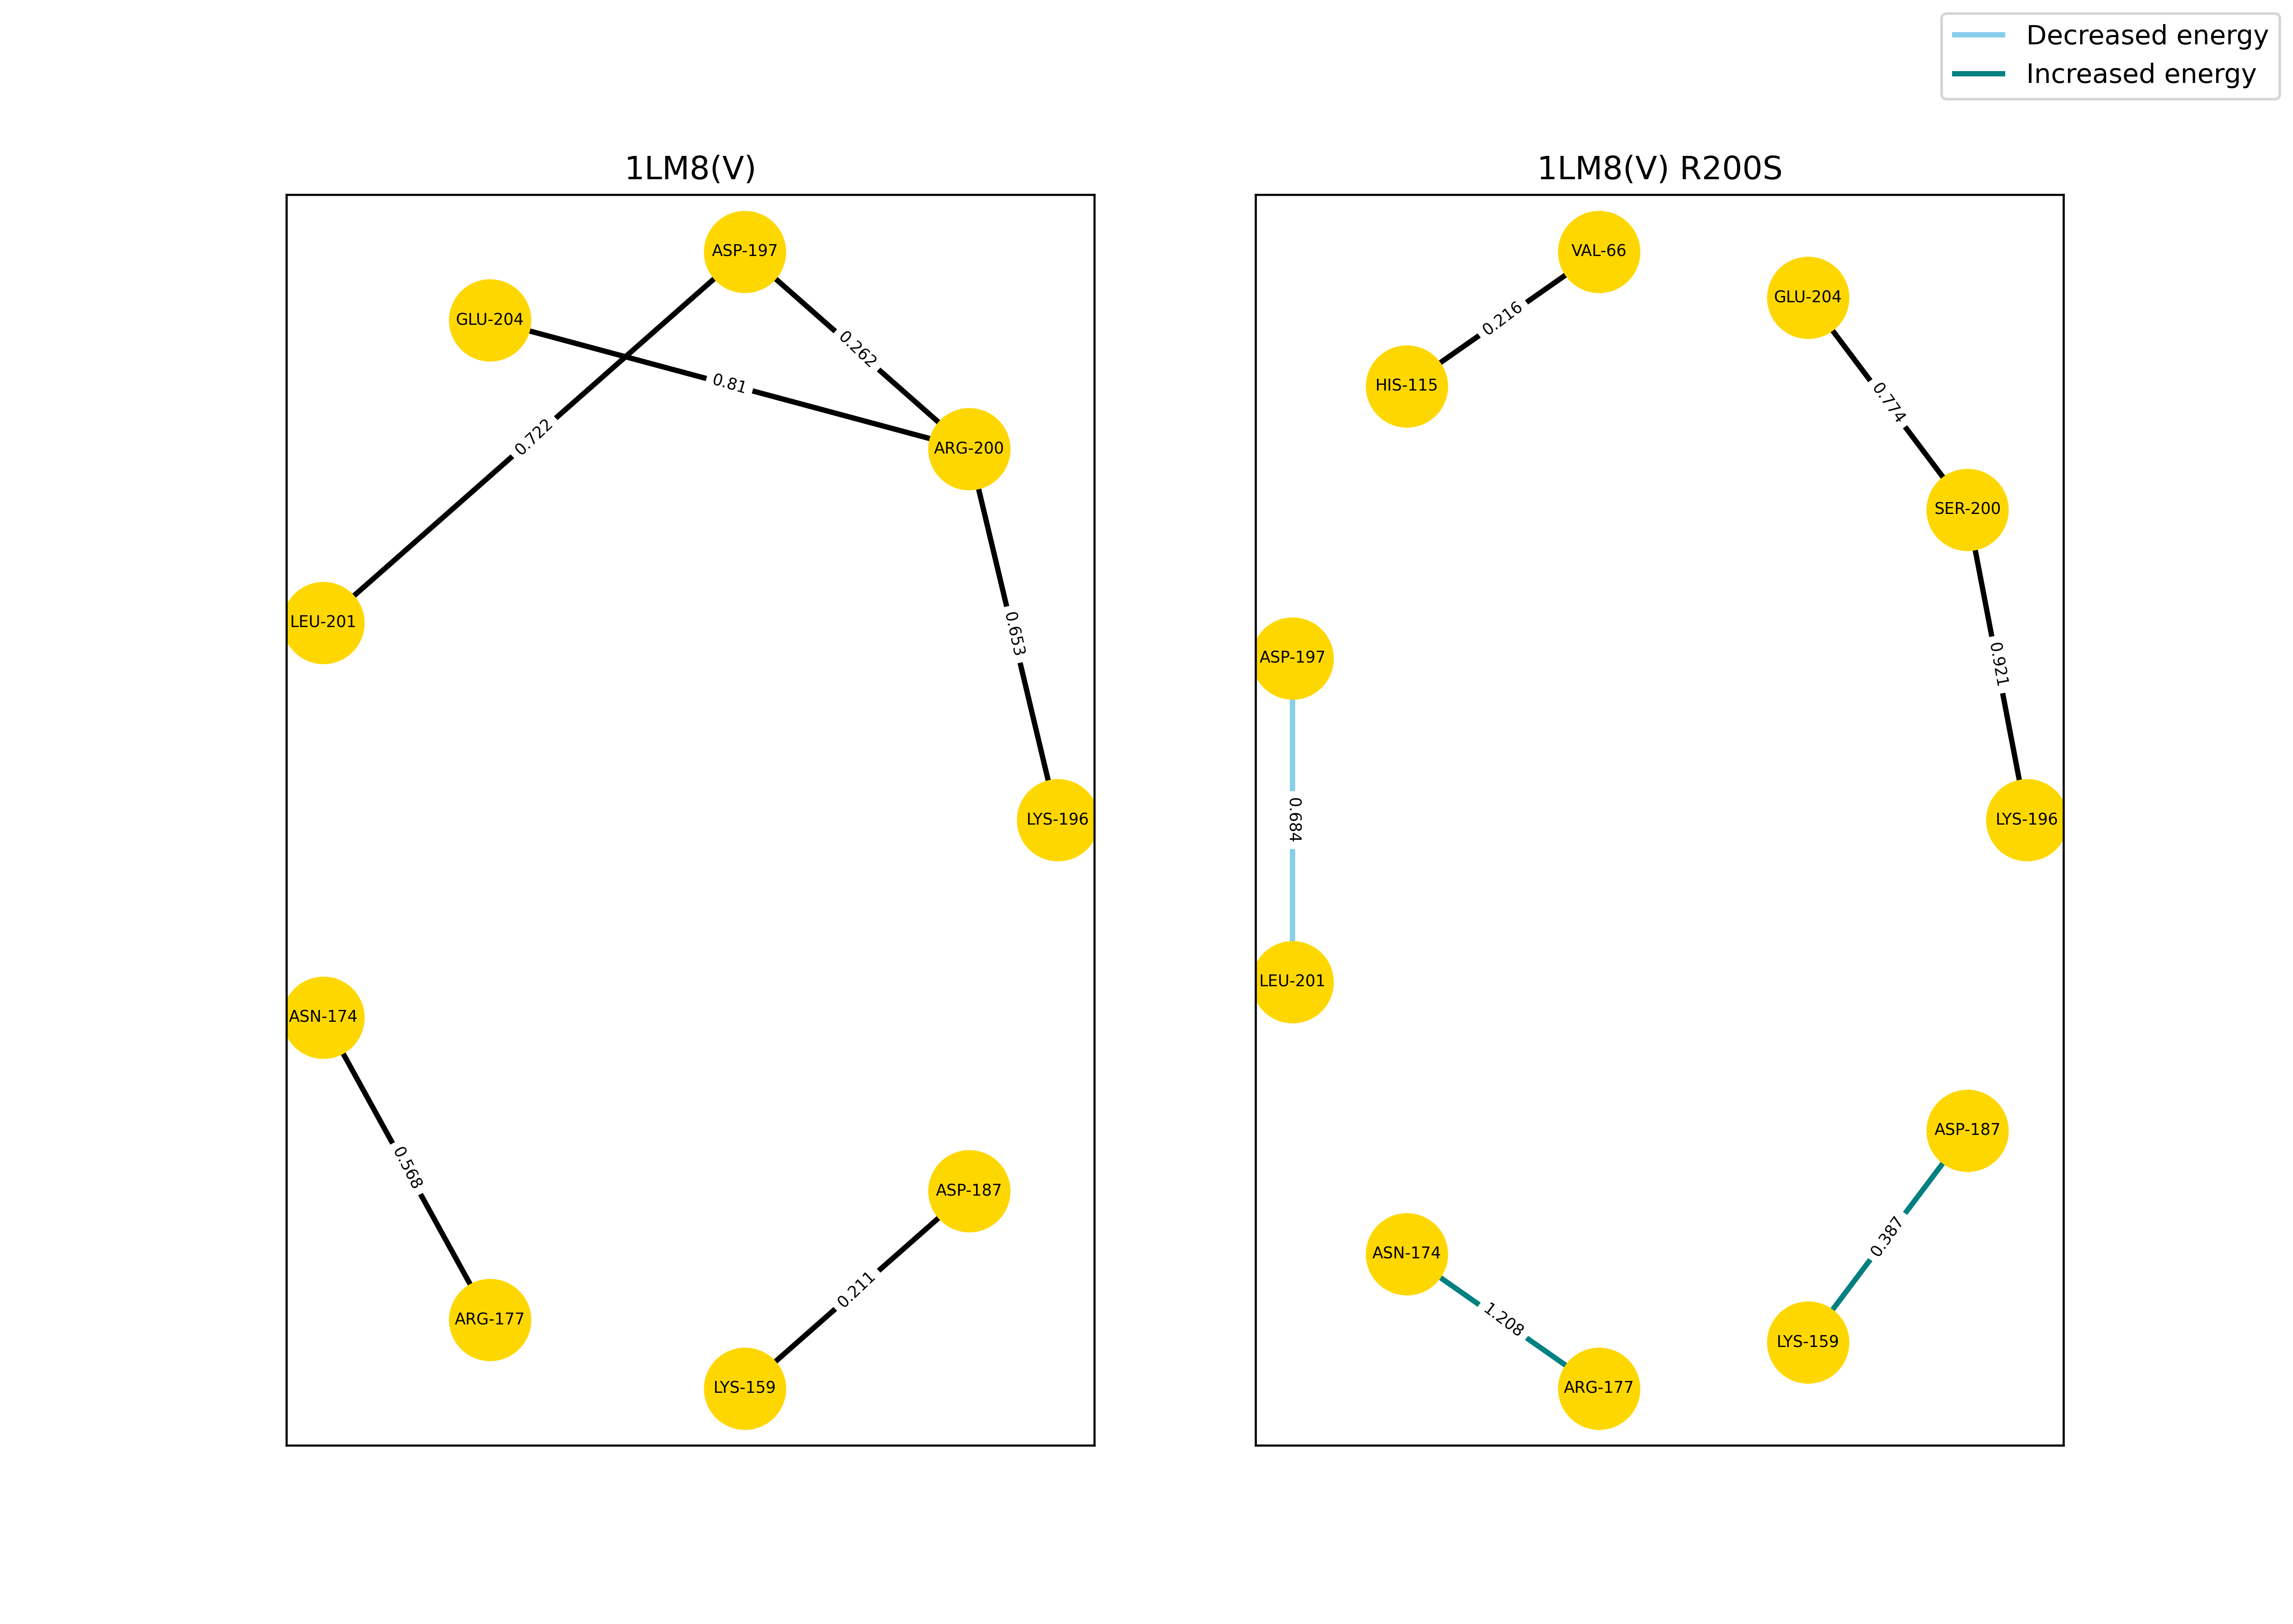 Decreased energy
Increased energy
1LM8(V)
ASP-197
GLU-204
0.262
0.81
0.722
ARG-200
LEU-201
0.653
LYS-196
ASN-174
0.568
ASP-187
0.211
ARG-177
LYS-159
1LM8(V) R200S
VAL-66
GLU-204
0.216
HIS-115
0.774
SER-200
ASP-197
0.921
0.684
LYS-196
LEU-201
ASP-187
0.387
ASN-174
1.208
LYS-159
ARG-177